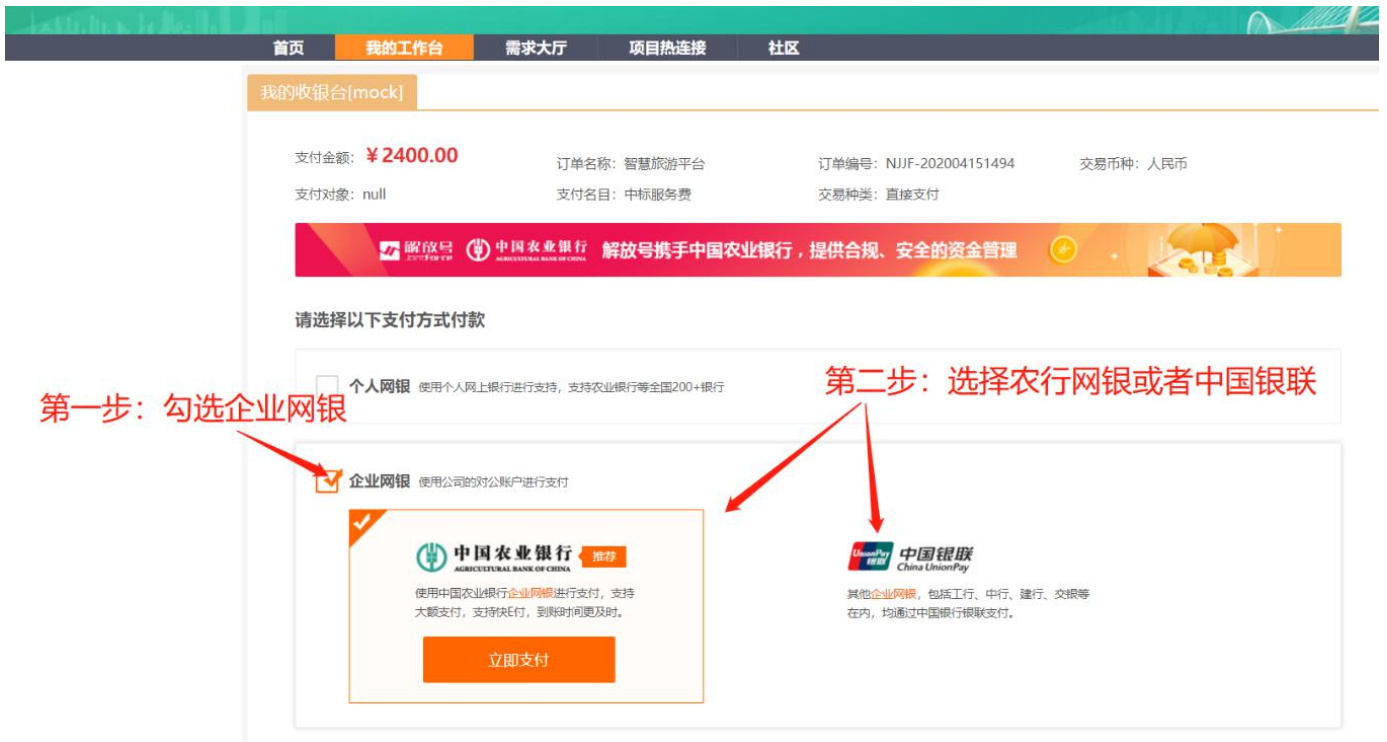 首页 我的工作台 需求大厅 项目热连接 社区
我的收银台[mock]
支付金额：￥2400.00 订单名称：智慧旅游平台 订单编号：NJJF-202004151494 交易币种：人民币
支付对象：null 支付名目：中标服务费 交易种类：直接支付
解放号 JointForce 中国农业银行 AGRICULTURAL BANK OF CHINA 解放号携手中国农业银行，提供合规、安全的资金管理
请选择以下支付方式付款
个人网银 使用个人网上银行进行支持，支持农业银行等全国200+银行
第二步：选择农行网银或者中国银联
第一步：勾选企业网银
企业网银 使用公司的对公账户进行支付
中国农业银行 推荐
AGRICULTURAL BANK OF CHINA
使用中国农业银行企业网银进行支付，支持
大额支付，支持快E付，到账时间更及时。
立即支付
UnionPay 银联 中国银联
China UnionPay
其他企业网银，包括工行、中行、建行、交银等
在内，均通过中国银行银联支付。